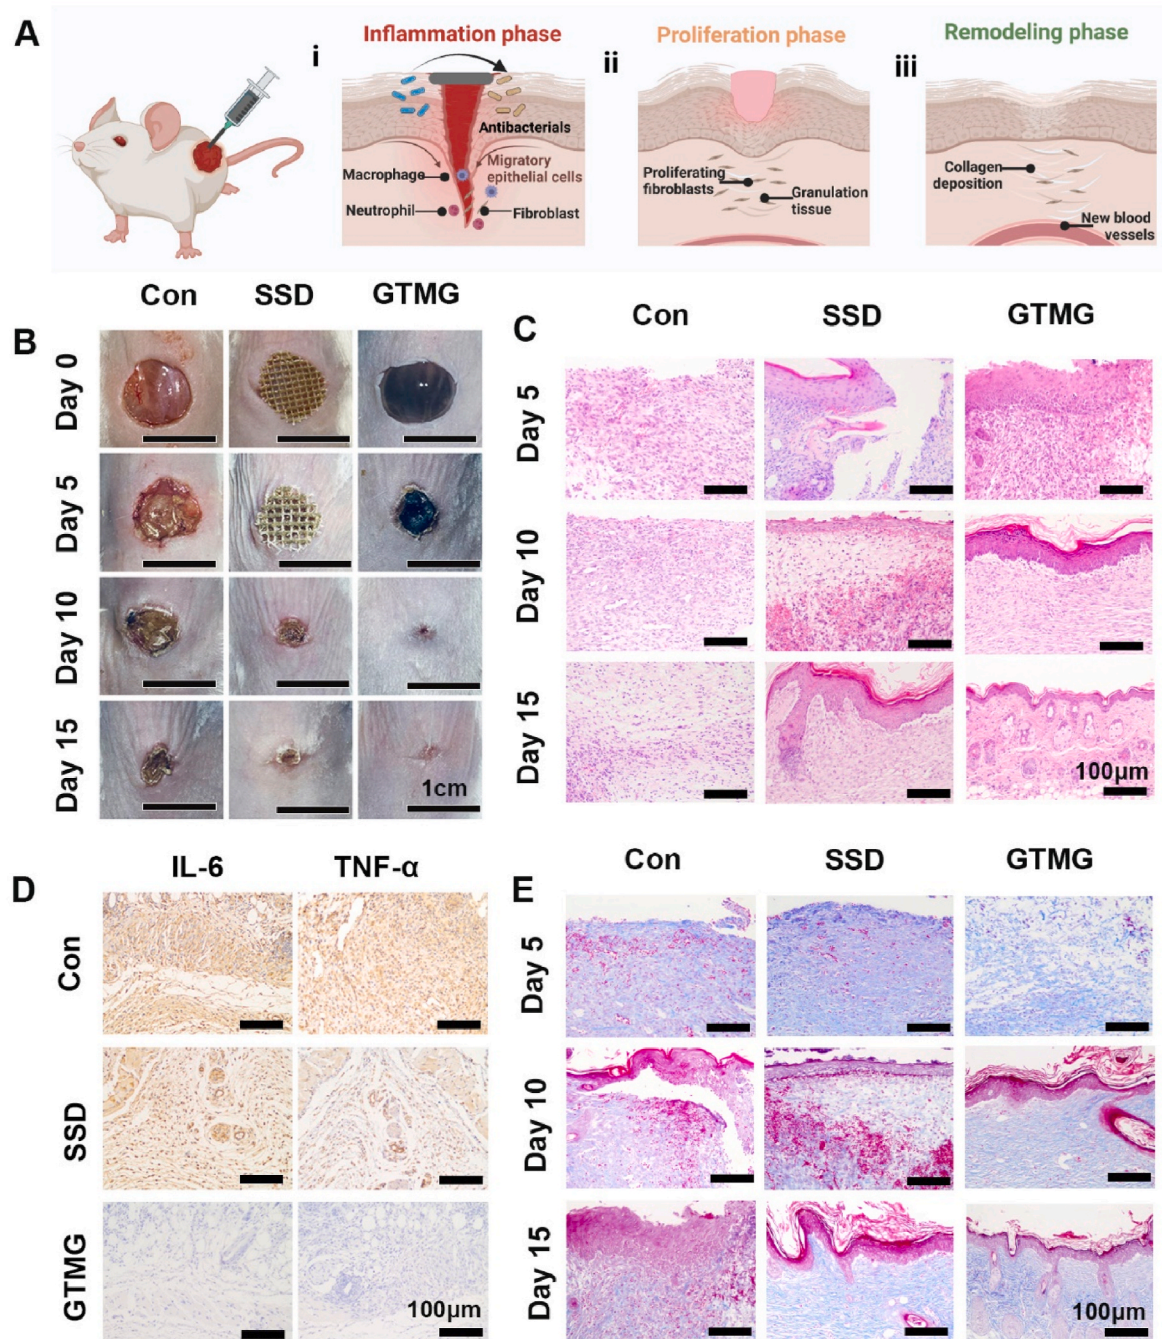 A
i
Inflammation phase
Antibacterials
Macrophage
Migratory
epithelial cells
Neutrophil
Fibroblast
ii
Proliferation phase
Proliferating
fibroblasts
Granulation
tissue
iii
Remodeling phase
Collagen
deposition
New blood
vessels
B
Con SSD GTMG
Day 0
Day 5
Day 10
Day 15
1cm
C
Con SSD GTMG
Day 5
Day 10
Day 15
100μm
D
IL-6 TNF-α
Con
SSD
GTMG
100μm
E
Con SSD GTMG
Day 5
Day 10
Day 15
100μm